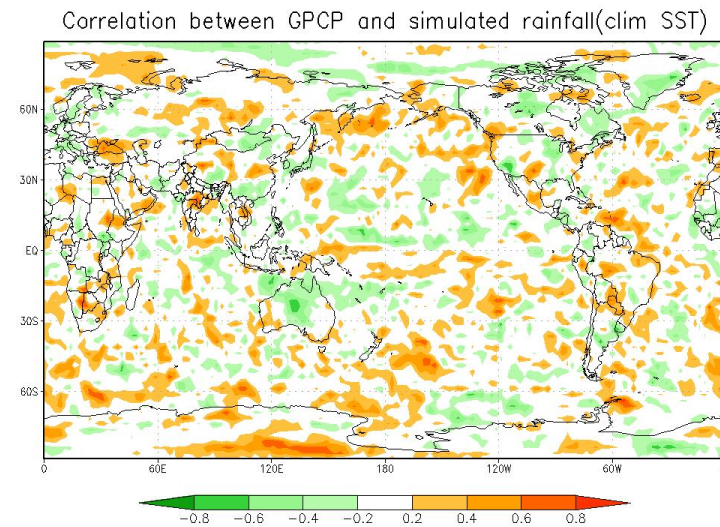 Correlation between GPCP and simulated rainfall(clim SST)
60N
30N
EQ
30S
60S
0 60E 120E 180 120W 60W
-0.8 -0.6 -0.4 -0.2 0.2 0.4 0.6 0.8